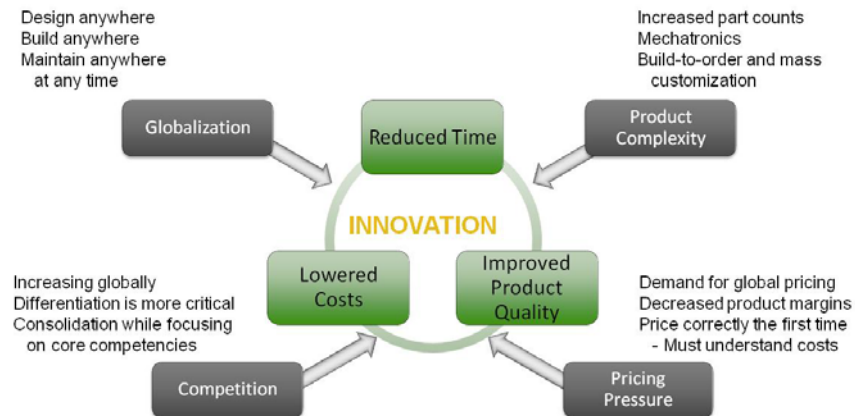 Design anywhere
Build anywhere
Maintain anywhere
at any time
Increased part counts
Mechatronics
Build-to-order and mass
customization
Globalization
Reduced Time
Product
Complexity
INNOVATION
Lowered
Costs
Improved
Product
Quality
Increasing globally
Differentiation is more critical
Consolidation while focusing
on core competencies
Demand for global pricing
Decreased product margins
Price correctly the first time
- Must understand costs
Competition
Pricing
Pressure